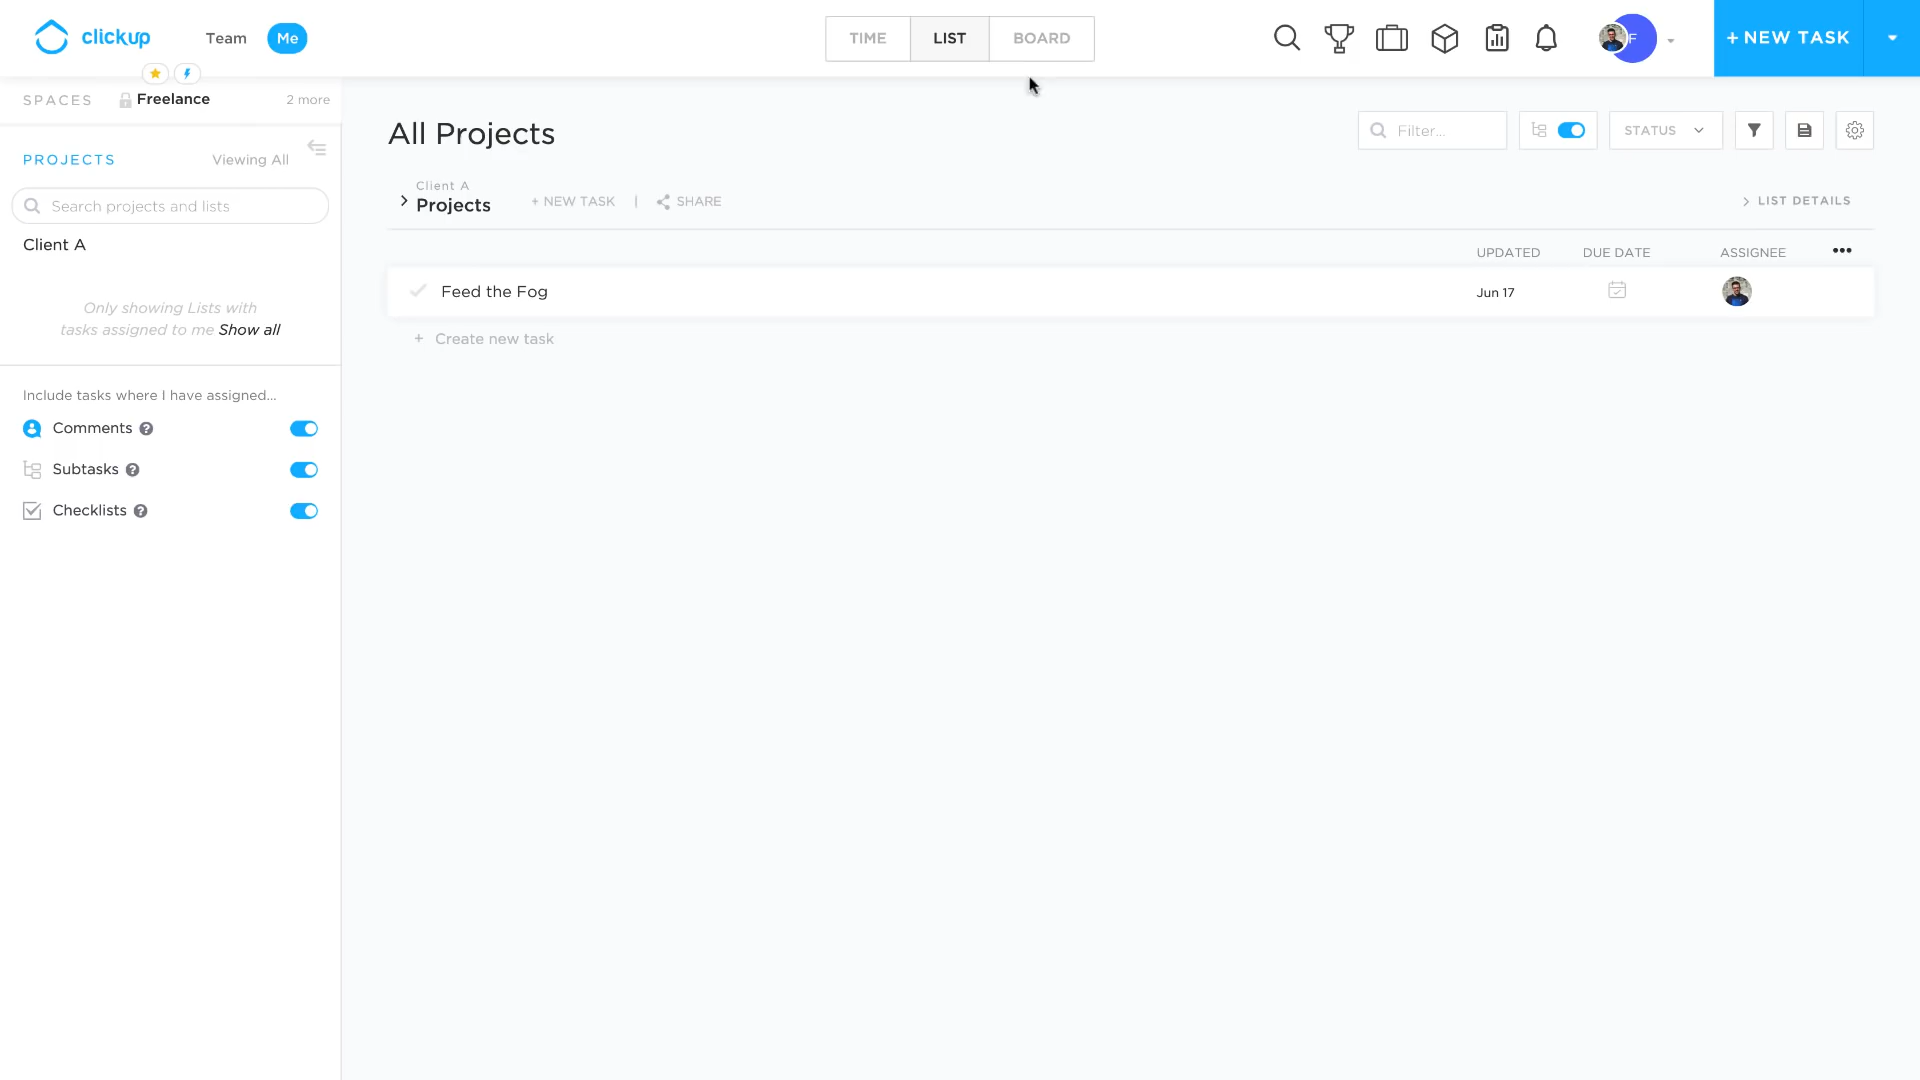 clickup
Team
Me
TIME
LIST
BOARD
F
+ NEW TASK
SPACES
Freelance
2 more
PROJECTS
Viewing All
Search projects and lists
Client A
Only showing Lists with
tasks assigned to me Show all
Include tasks where I have assigned...
Comments
Subtasks
Checklists
All Projects
Filter...
STATUS
Client A
Projects
+ NEW TASK | SHARE
LIST DETAILS
UPDATED DUE DATE ASSIGNEE
Feed the Fog
Jun 17
+ Create new task